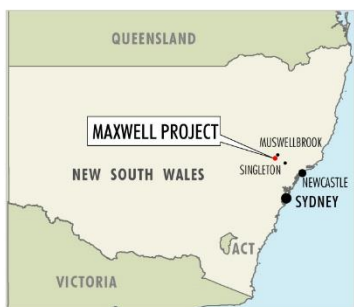 QUEENSLAND
MAXWELL PROJECT
MUSWELLBROOK
SINGLETON
NEW SOUTH WALES
NEWCASTLE
SYDNEY
ACT
VICTORIA